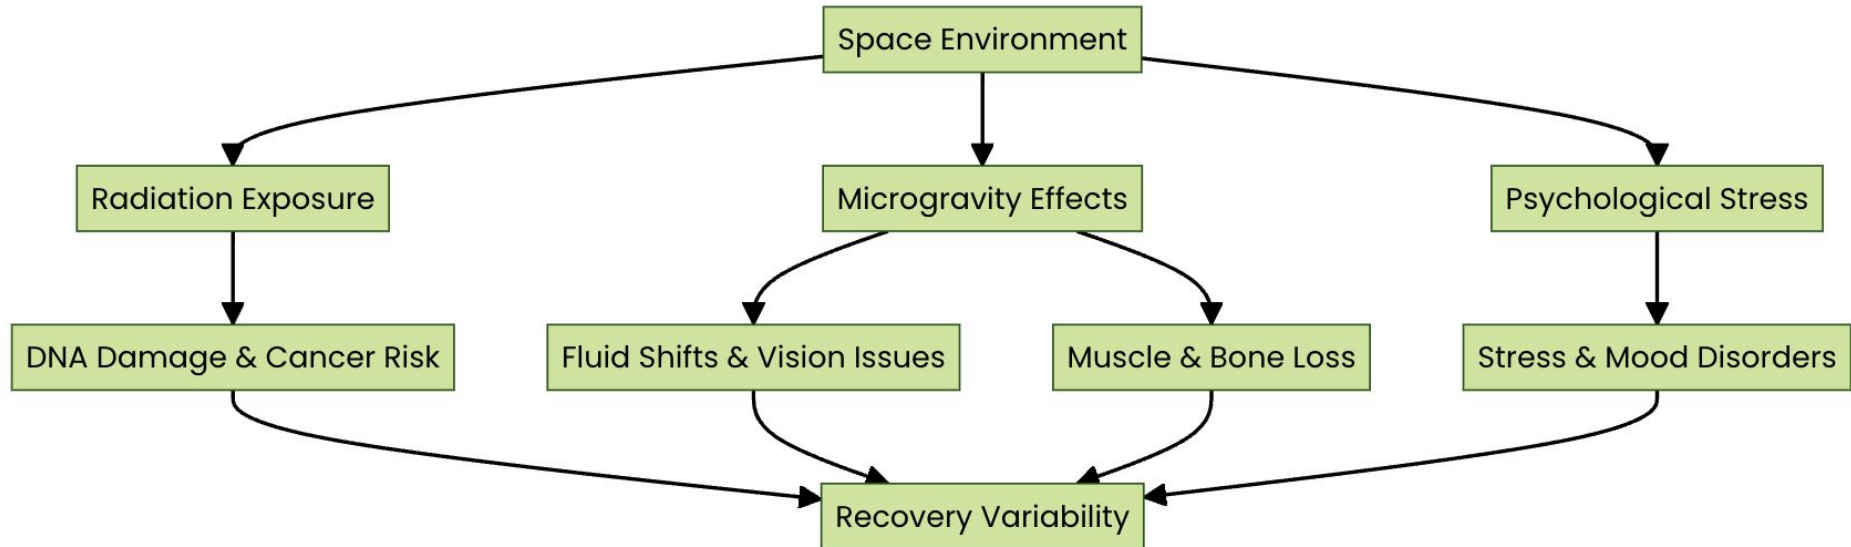 Space Environment
Radiation Exposure
Microgravity Effects
Psychological Stress
DNA Damage & Cancer Risk
Fluid Shifts & Vision Issues
Muscle & Bone Loss
Stress & Mood Disorders
Recovery Variability